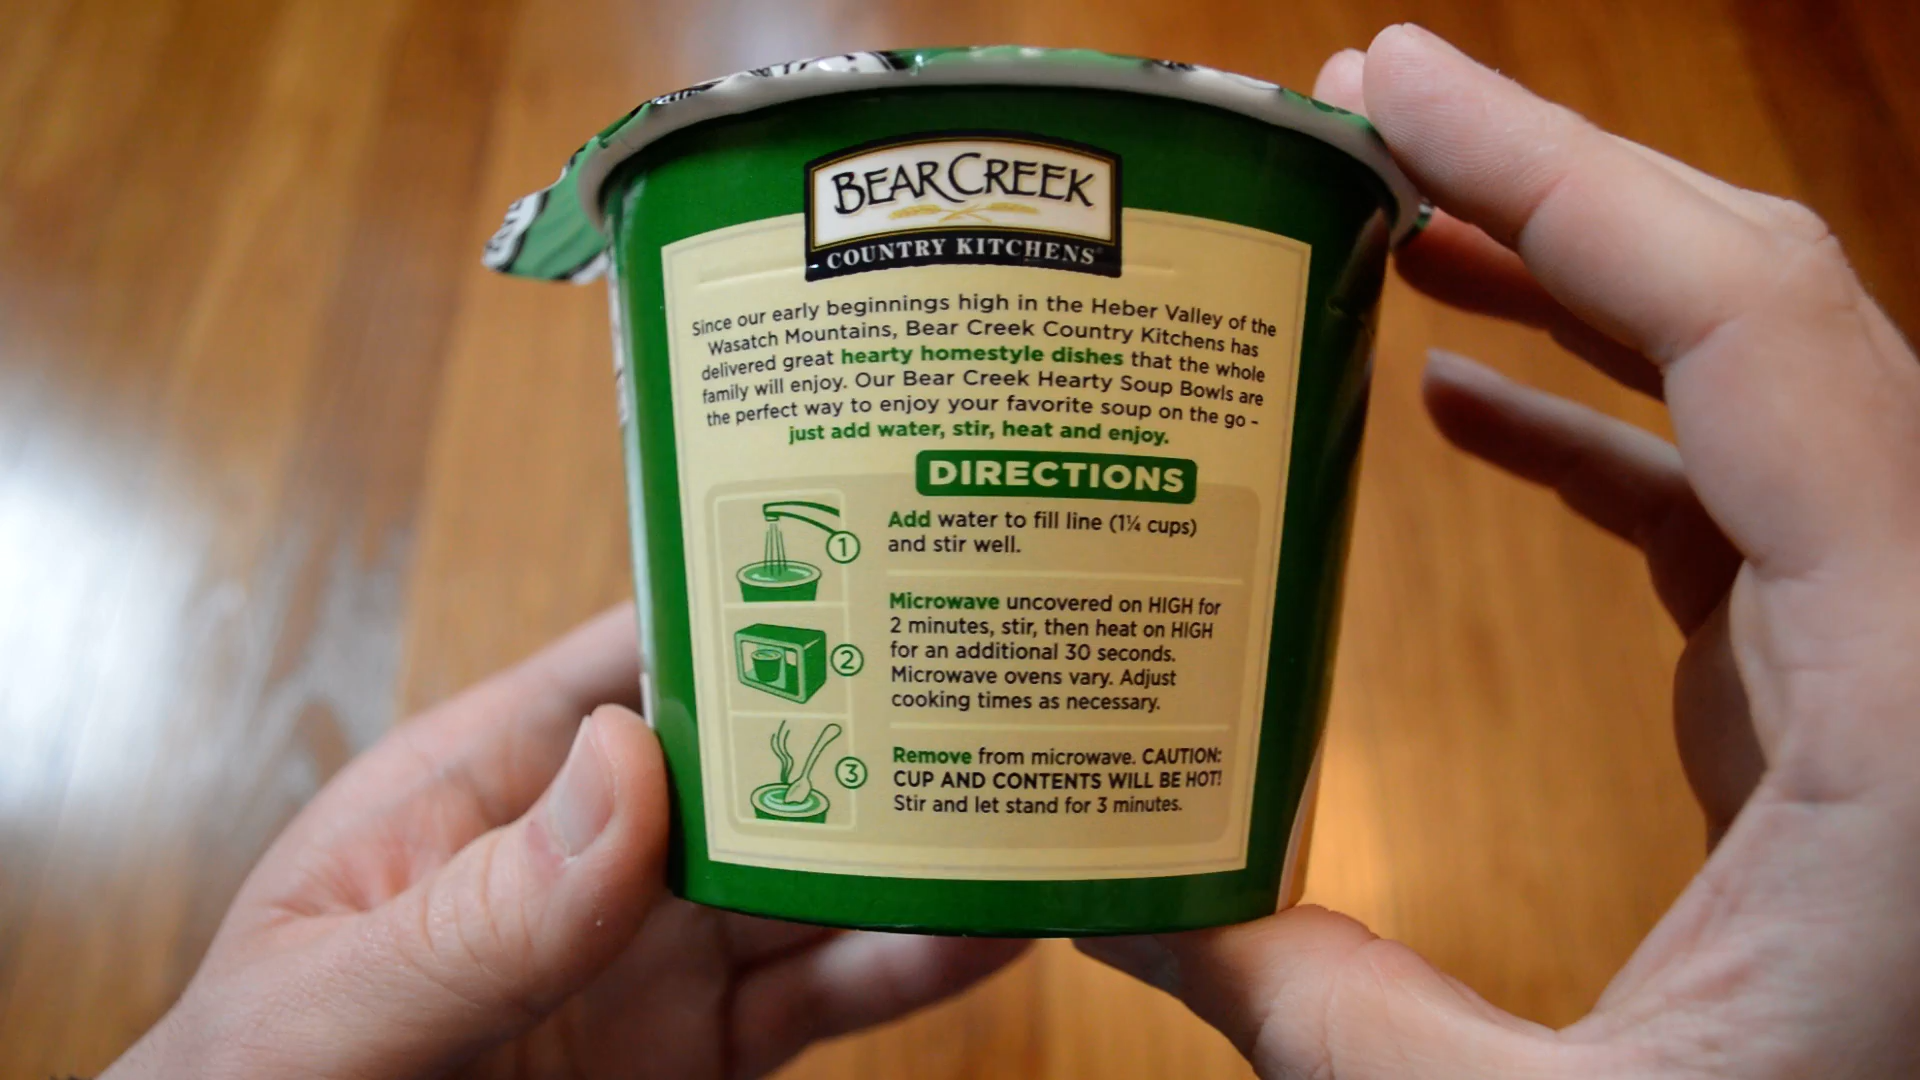 BEAR CREEK
COUNTRY KITCHENS®
Since our early beginnings high in the Heber Valley of the
Wasatch Mountains, Bear Creek Country Kitchens has
delivered great hearty homestyle dishes that the whole
family will enjoy. Our Bear Creek Hearty Soup Bowls are
the perfect way to enjoy your favorite soup on the go -
just add water, stir, heat and enjoy.
DIRECTIONS
1
Add water to fill line (1¼ cups)
and stir well.
2
Microwave uncovered on HIGH for
2 minutes, stir, then heat on HIGH
for an additional 30 seconds.
Microwave ovens vary. Adjust
cooking times as necessary.
3
Remove from microwave. CAUTION:
CUP AND CONTENTS WILL BE HOT!
Stir and let stand for 3 minutes.